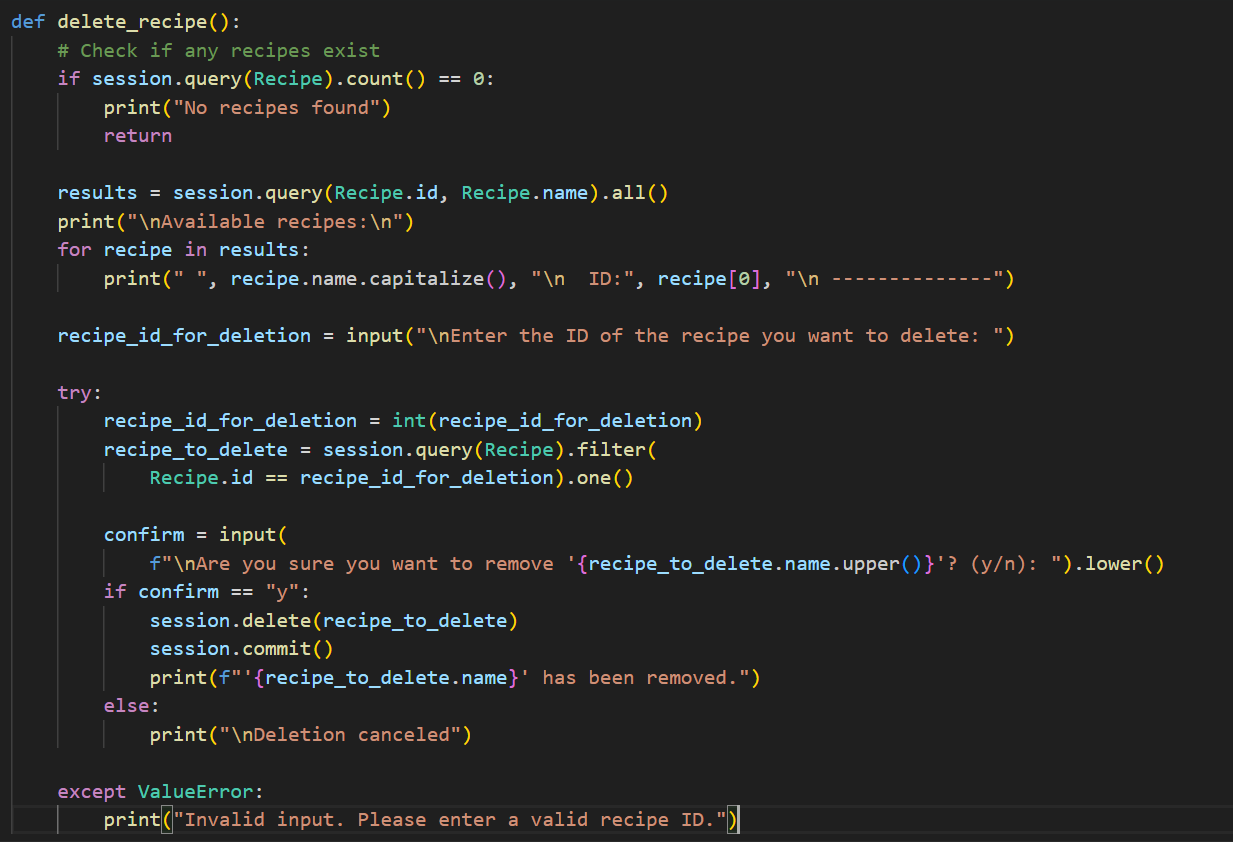 def delete_recipe():
    # Check if any recipes exist
    if session.query(Recipe).count() == 0:
        print("No recipes found")
        return

    results = session.query(Recipe.id, Recipe.name).all()
    print("\nAvailable recipes:\n")
    for recipe in results:
        print(" ", recipe.name.capitalize(), "\n  ID:", recipe[0], "\n --------------")

    recipe_id_for_deletion = input("\nEnter the ID of the recipe you want to delete: ")

    try:
        recipe_id_for_deletion = int(recipe_id_for_deletion)
        recipe_to_delete = session.query(Recipe).filter(
            Recipe.id == recipe_id_for_deletion).one()

        confirm = input(
            f"\nAre you sure you want to remove '{recipe_to_delete.name.upper()}'? (y/n): ").lower()
        if confirm == "y":
            session.delete(recipe_to_delete)
            session.commit()
            print(f"'{recipe_to_delete.name}' has been removed.")
        else:
            print("\nDeletion canceled")

    except ValueError:
        print("Invalid input. Please enter a valid recipe ID.")